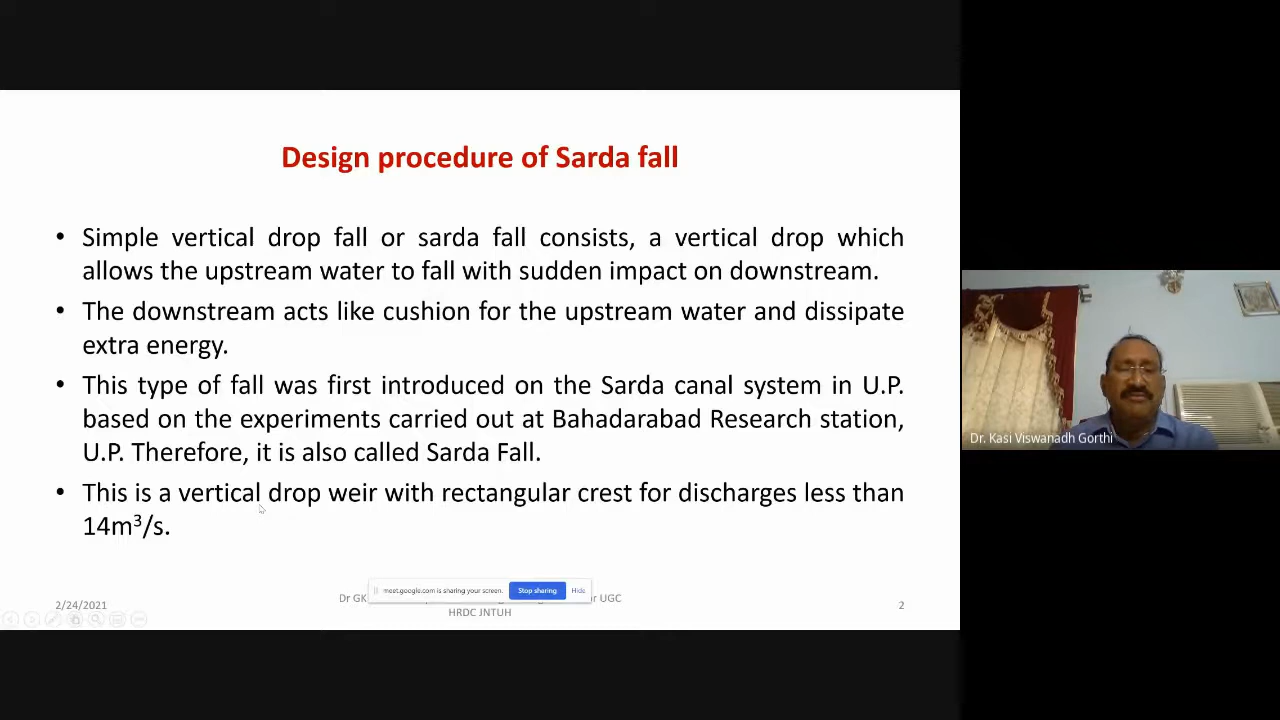 Design procedure of Sarda fall
• Simple vertical drop fall or sarda fall consists, a vertical drop which
allows the upstream water to fall with sudden impact on downstream.
• The downstream acts like cushion for the upstream water and dissipate
extra energy.
• This type of fall was first introduced on the Sarda canal system in U.P.
based on the experiments carried out at Bahadarabad Research station,
U.P. Therefore, it is also called Sarda Fall.
• This is a vertical drop weir with rectangular crest for discharges less than
14m³/s.
meet.google.com is sharing your screen. Stop sharing Hide
2/24/2021
Dr GK
UGC
HRDC JNTUH
2
Dr. Kasi Viswanadh Gorthi